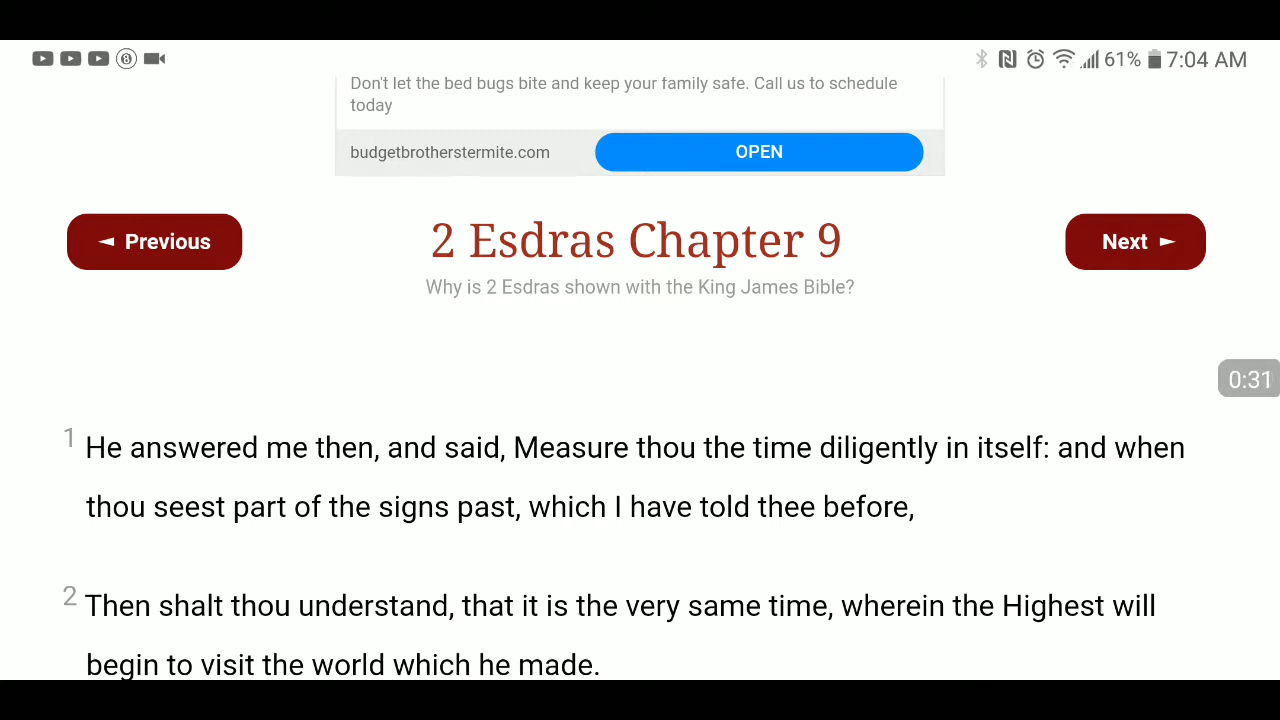 61% 7:04 AM
Don't let the bed bugs bite and keep your family safe. Call us to schedule
today
budgetbrotherstermite.com OPEN
◄ Previous 2 Esdras Chapter 9 Next ►
Why is 2 Esdras shown with the King James Bible?
0:31
1 He answered me then, and said, Measure thou the time diligently in itself: and when
thou seest part of the signs past, which I have told thee before,
2 Then shalt thou understand, that it is the very same time, wherein the Highest will
begin to visit the world which he made.